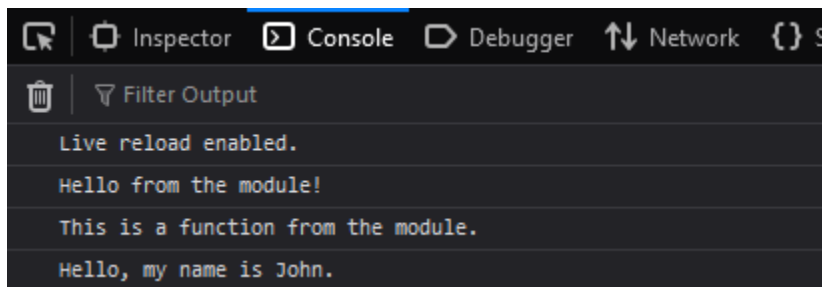 Inspector Console Debugger Network {} S
Filter Output
Live reload enabled.
Hello from the module!
This is a function from the module.
Hello, my name is John.